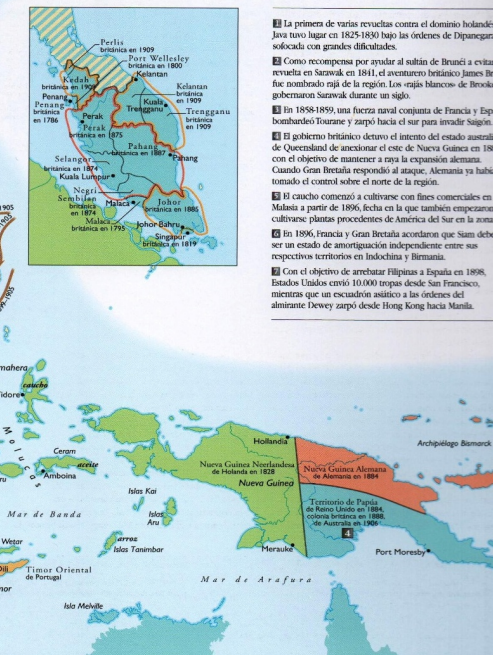 Perlis
británica en 1909
Port Wellesley
británica en 1800
Kelantan
Kedah
británica en 1909
Kelantan
británica
en 1909
Penang
Penang
británica
en 1786
Kuala
Trengganu
Trengganu
británica
en 1909
Perak
Perak
británica en 1875
Pahang
británica en 1887
Pahang
Selangor
británica en 1874
Kuala Lumpur
Negri
Sembilan
británica
en 1874
Malaca
Malaca
británica en 1795
Johor
británica en 1885
Johor Bahru
Singapur
británica en 1819
1 La primera de varias revueltas contra el dominio
Java tuvo lugar en 1825-1830 bajo las órdenes de
sofocada con grandes dificultades.
2 Como recompensa por ayudar al sultán de Brunéi a
revuelta en Sarawak en 1841, el aventurero británico James
fue nombrado rajá de la región. Los «rajás blancos» de
gobernaron Sarawak durante un siglo.
3 En 1858-1859, una fuerza naval conjunta de Francia y
bombardeó Tourane y zarpó hacia el sur para invadir Saigón.
4 El gobierno británico detuvo el intento del estado
de Queensland de anexionar el este de Nueva Guinea en
con el objetivo de mantener a raya la expansión alemana.
Cuando Gran Bretaña respondió al ataque, Alemania ya
tomado el control sobre el norte de la región.
5 El caucho comenzó a cultivarse con fines comerciales en
Malasia a partir de 1896, fecha en la que también empezaron
cultivarse plantas procedentes de América del Sur en la zona
6 En 1896, Francia y Gran Bretaña acordaron que Siam
ser un estado de amortiguación independiente entre sus
respectivos territorios en Indochina y Birmania.
7 Con el objetivo de arrebatar Filipinas a España en 1898,
Estados Unidos envió 10.000 tropas desde San Francisco,
mientras que un escuadrón asiático a las órdenes del
almirante Dewey zarpó desde Hong Kong hacia Manila.
1905
mahera
caucho
Tidore
Molucas
Ceram
aceite
Amboina
Hollandia
Archipiélago Bismarck
Nueva Guinea Neerlandesa
de Holanda en 1828
Nueva Guinea
Nueva Guinea Alemana
de Alemania en 1884
Islas Kai
Territorio de Papúa
de Reino Unido en 1884,
colonia británica en 1888,
de Australia en 1906
4
Mar de Banda
Islas
Aru
Wetar
arroz
Islas Tanimbar
Merauke
Port Moresby
Dili
Timor Oriental
de Portugal
Mar de Arafura
Isla Melville